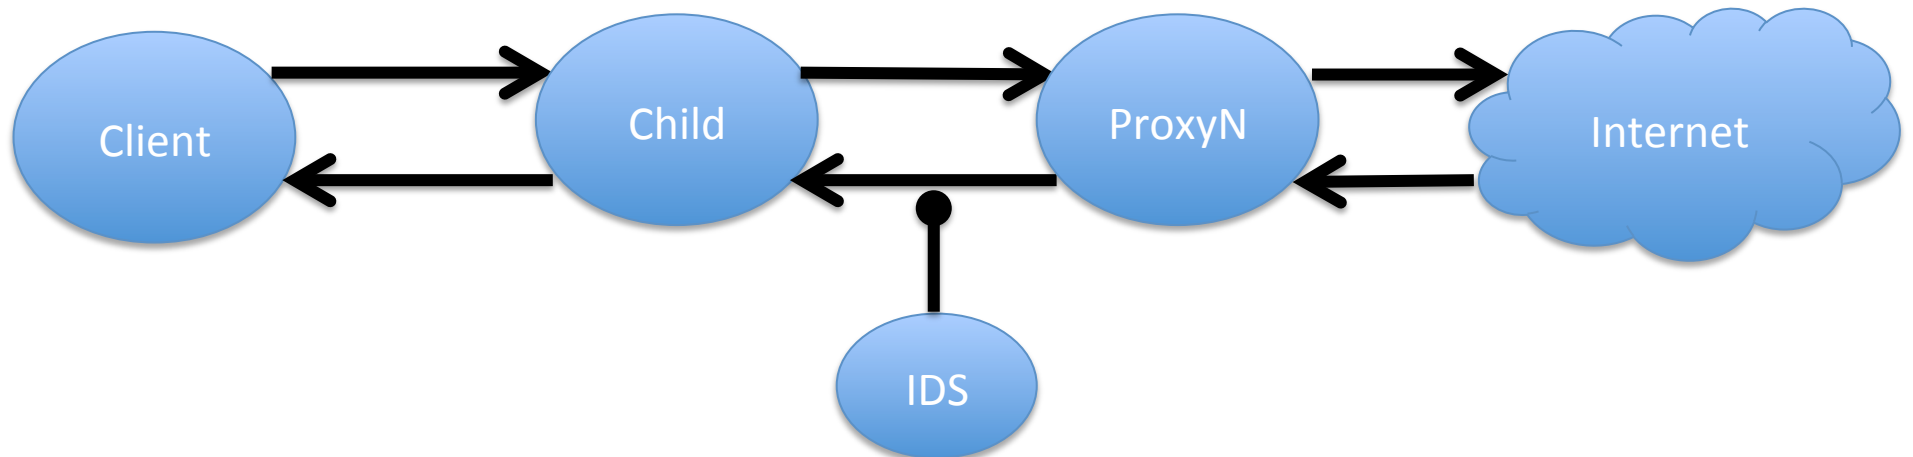 Client
Child
ProxyN
Internet
IDS